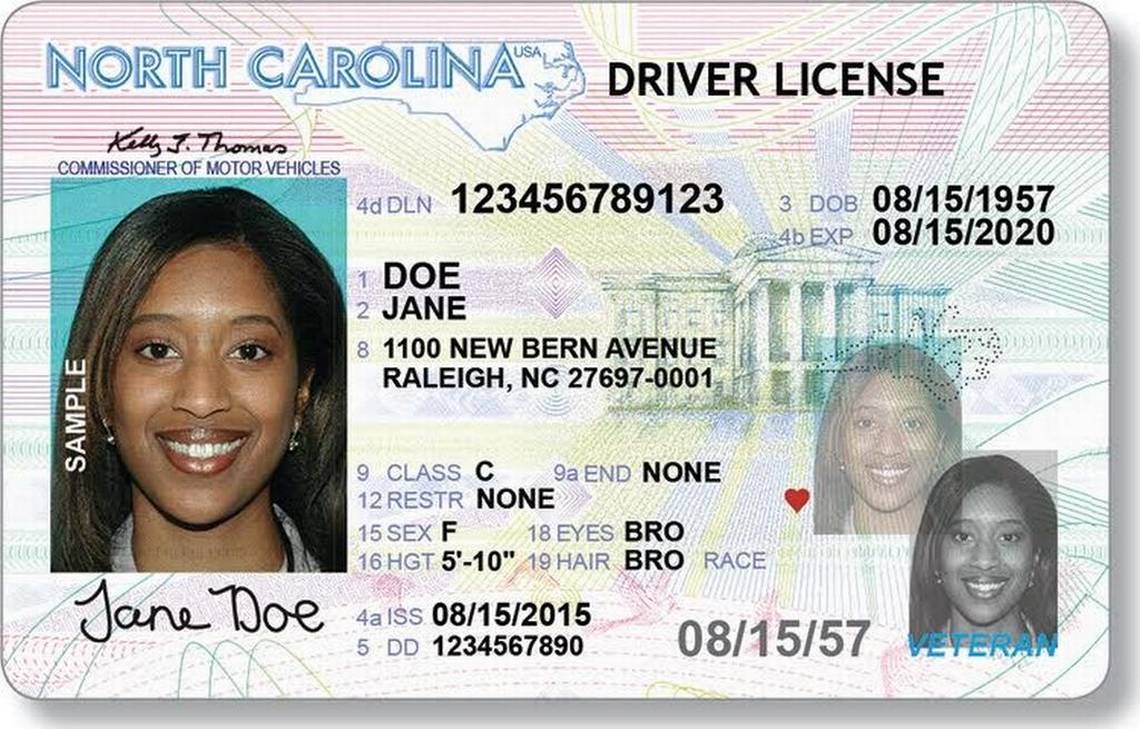 NORTH CAROLINA USA DRIVER LICENSE
Kelly J. Thomas
COMMISSIONER OF MOTOR VEHICLES
SAMPLE
4d DLN 123456789123 3 DOB 08/15/1957
4b EXP 08/15/2020
1 DOE
2 JANE
8 1100 NEW BERN AVENUE
RALEIGH, NC 27697-0001
9 CLASS C 9a END NONE
12 RESTR NONE
15 SEX F 18 EYES BRO
16 HGT 5'-10" 19 HAIR BRO RACE
Jane Doe
4a ISS 08/15/2015
5 DD 1234567890
08/15/57
VETERAN